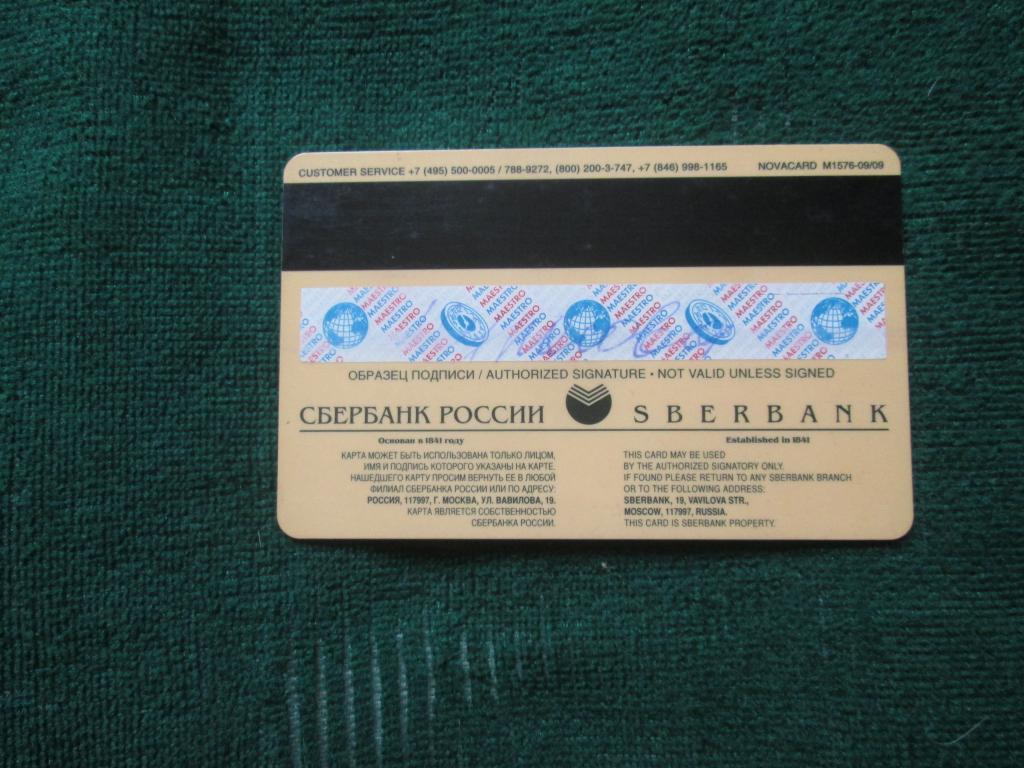 CUSTOMER SERVICE +7 (495) 500-0005 / 788-9272, (800) 200-3-747, +7 (846) 998-1165 NOVACARD M1576-09/09
MAESTRO MAESTRO MAESTRO MAESTRO MAESTRO
ОБРАЗЕЦ ПОДПИСИ / AUTHORIZED SIGNATURE • NOT VALID UNLESS SIGNED
СБЕРБАНК РОССИИ SBERBANK
Основан в 1841 году
Established in 1841
КАРТА МОЖЕТ БЫТЬ ИСПОЛЬЗОВАНА ТОЛЬКО ЛИЦОМ,
ИМЯ И ПОДПИСЬ КОТОРОГО УКАЗАНЫ НА КАРТЕ.
НАШЕДШЕГО КАРТУ ПРОСИМ ВЕРНУТЬ ЕЕ В ЛЮБОЙ
ФИЛИАЛ СБЕРБАНКА РОССИИ ИЛИ ПО АДРЕСУ:
РОССИЯ, 117997, Г. МОСКВА, УЛ. ВАВИЛОВА, 19.
КАРТА ЯВЛЯЕТСЯ СОБСТВЕННОСТЬЮ
СБЕРБАНКА РОССИИ.
THIS CARD MAY BE USED
BY THE AUTHORIZED SIGNATORY ONLY.
IF FOUND PLEASE RETURN TO ANY SBERBANK BRANCH
OR TO THE FOLLOWING ADDRESS:
SBERBANK, 19, VAVILOVA STR.,
MOSCOW, 117997, RUSSIA.
THIS CARD IS SBERBANK PROPERTY.